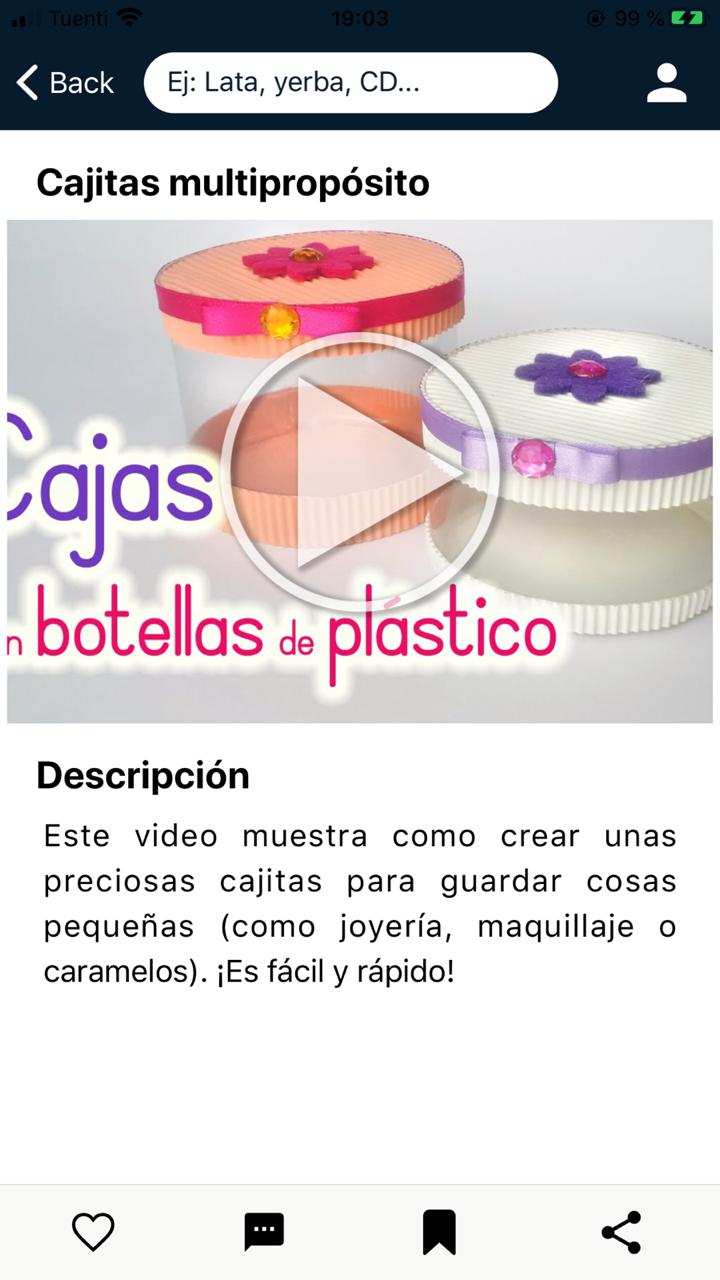 Tuenti 19:03 99 %
Back Ej: Lata, yerba, CD...
Cajitas multipropósito
Cajas
n botellas de plástico
Descripción
Este video muestra como crear unas
preciosas cajitas para guardar cosas
pequeñas (como joyería, maquillaje o
caramelos). ¡Es fácil y rápido!